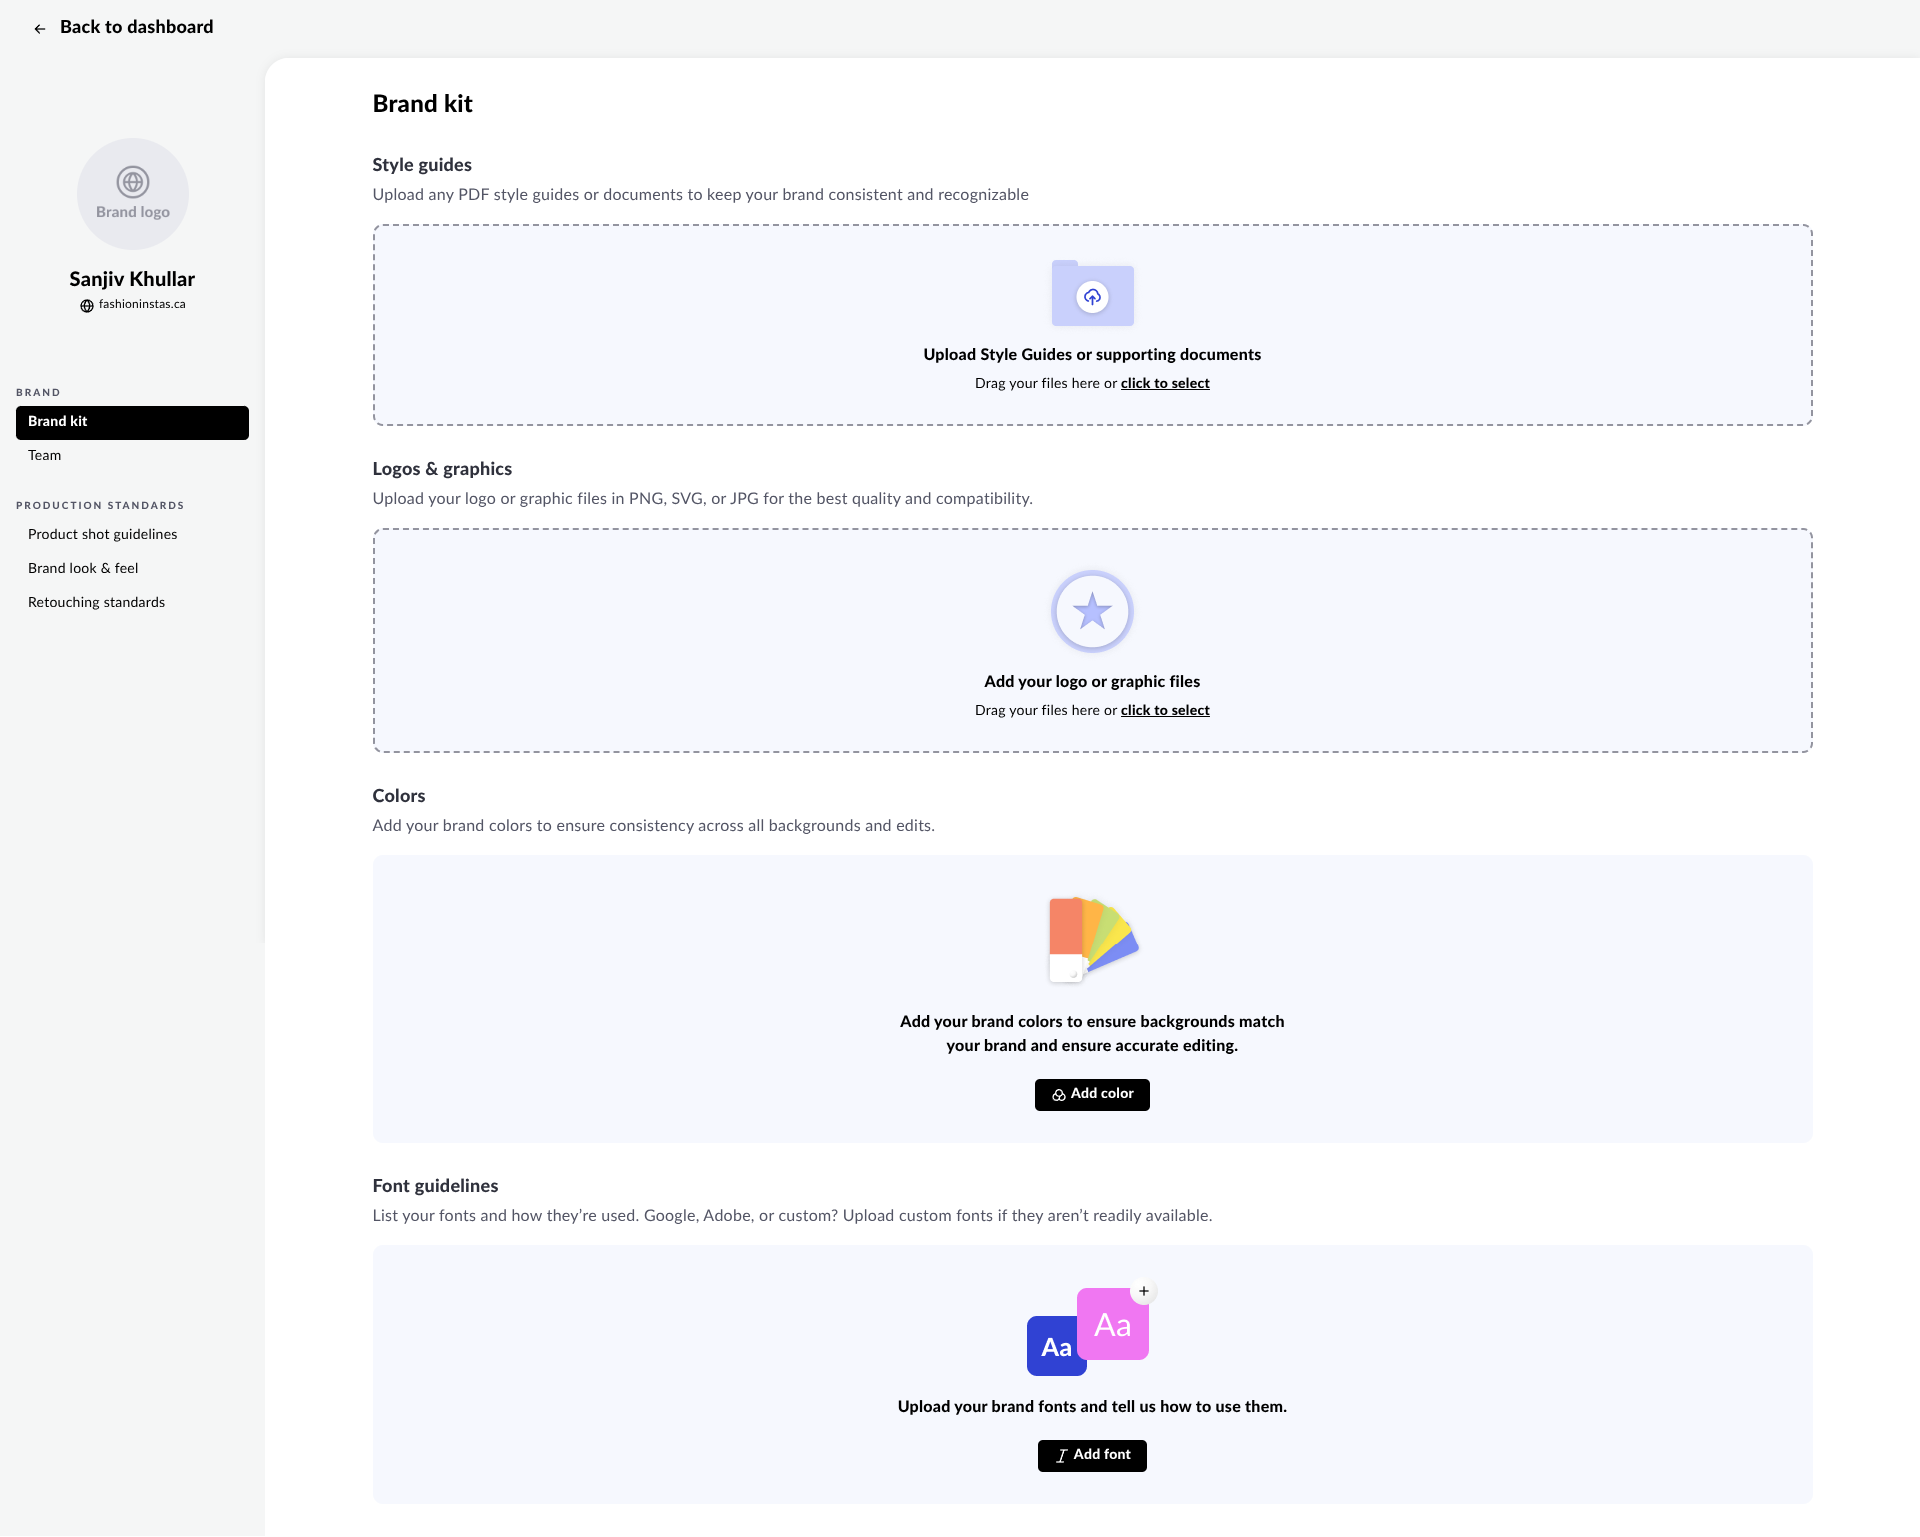 Back to dashboard
Brand logo
Sanjiv Khullar
fashioninstas.ca
BRAND
Brand kit
Team
PRODUCTION STANDARDS
Product shot guidelines
Brand look & feel
Retouching standards
Brand kit
Style guides
Upload any PDF style guides or documents to keep your brand consistent and recognizable
Upload Style Guides or supporting documents
Drag your files here or click to select
Logos & graphics
Upload your logo or graphic files in PNG, SVG, or JPG for the best quality and compatibility.
Add your logo or graphic files
Drag your files here or click to select
Colors
Add your brand colors to ensure consistency across all backgrounds and edits.
Add your brand colors to ensure backgrounds match
your brand and ensure accurate editing.
Add color
Font guidelines
List your fonts and how they’re used. Google, Adobe, or custom? Upload custom fonts if they aren’t readily available.
Aa
Aa
Upload your brand fonts and tell us how to use them.
Add font